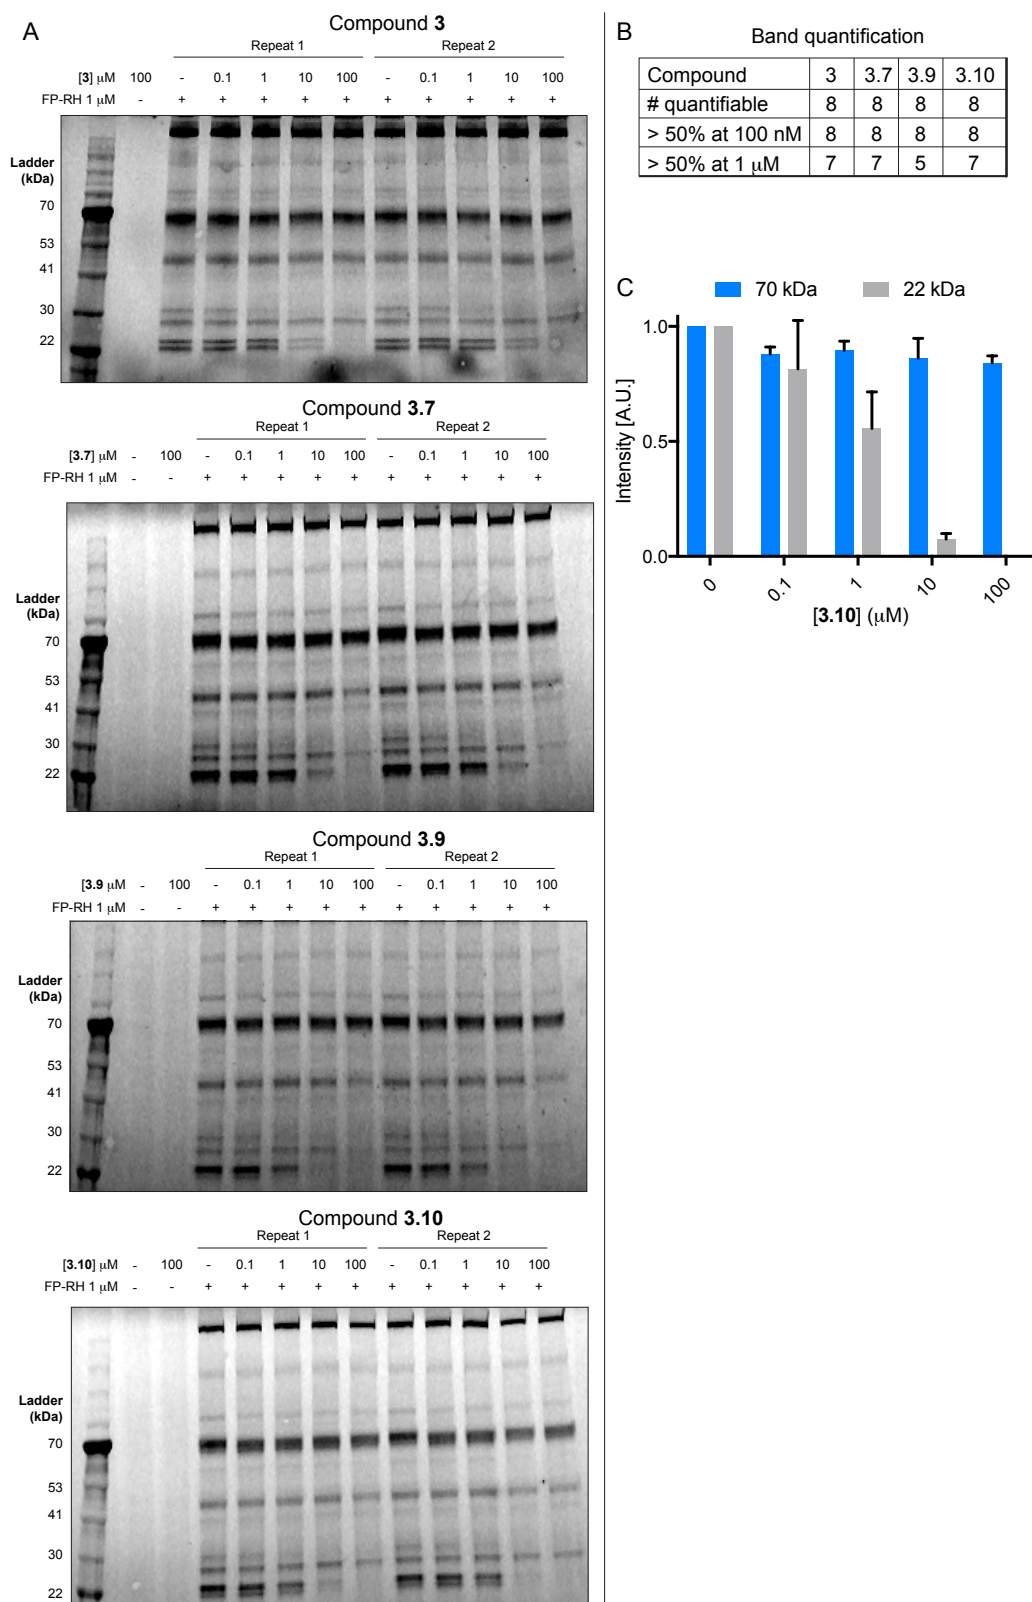 A
Compound 3
Repeat 1 Repeat 2
[3] μM 100 - 0.1 1 10 100 - 0.1 1 10 100
FP-RH 1 μM - + + + + + + + + + +
Ladder
(kDa)
70
53
41
30
22
Compound 3.7
Repeat 1 Repeat 2
[3.7] μM - 100 - 0.1 1 10 100 - 0.1 1 10 100
FP-RH 1 μM - - + + + + + + + + + +
Ladder
(kDa)
70
53
41
30
22
Compound 3.9
Repeat 1 Repeat 2
[3.9 μM - 100 - 0.1 1 10 100 - 0.1 1 10 100
FP-RH 1 μM - - + + + + + + + + + +
Ladder
(kDa)
70
53
41
30
22
Compound 3.10
Repeat 1 Repeat 2
[3.10] μM - 100 - 0.1 1 10 100 - 0.1 1 10 100
FP-RH 1 μM - - + + + + + + + + + +
Ladder
(kDa)
70
53
41
30
22
B
Band quantification
Compound 3 3.7 3.9 3.10
# quantifiable 8 8 8 8
> 50% at 100 nM 8 8 8 8
> 50% at 1 μM 7 7 5 7
C
70 kDa 22 kDa
Intensity [A.U.]
1.0
0.5
0.0
0 0.1 1 10 100
[3.10] (μM)